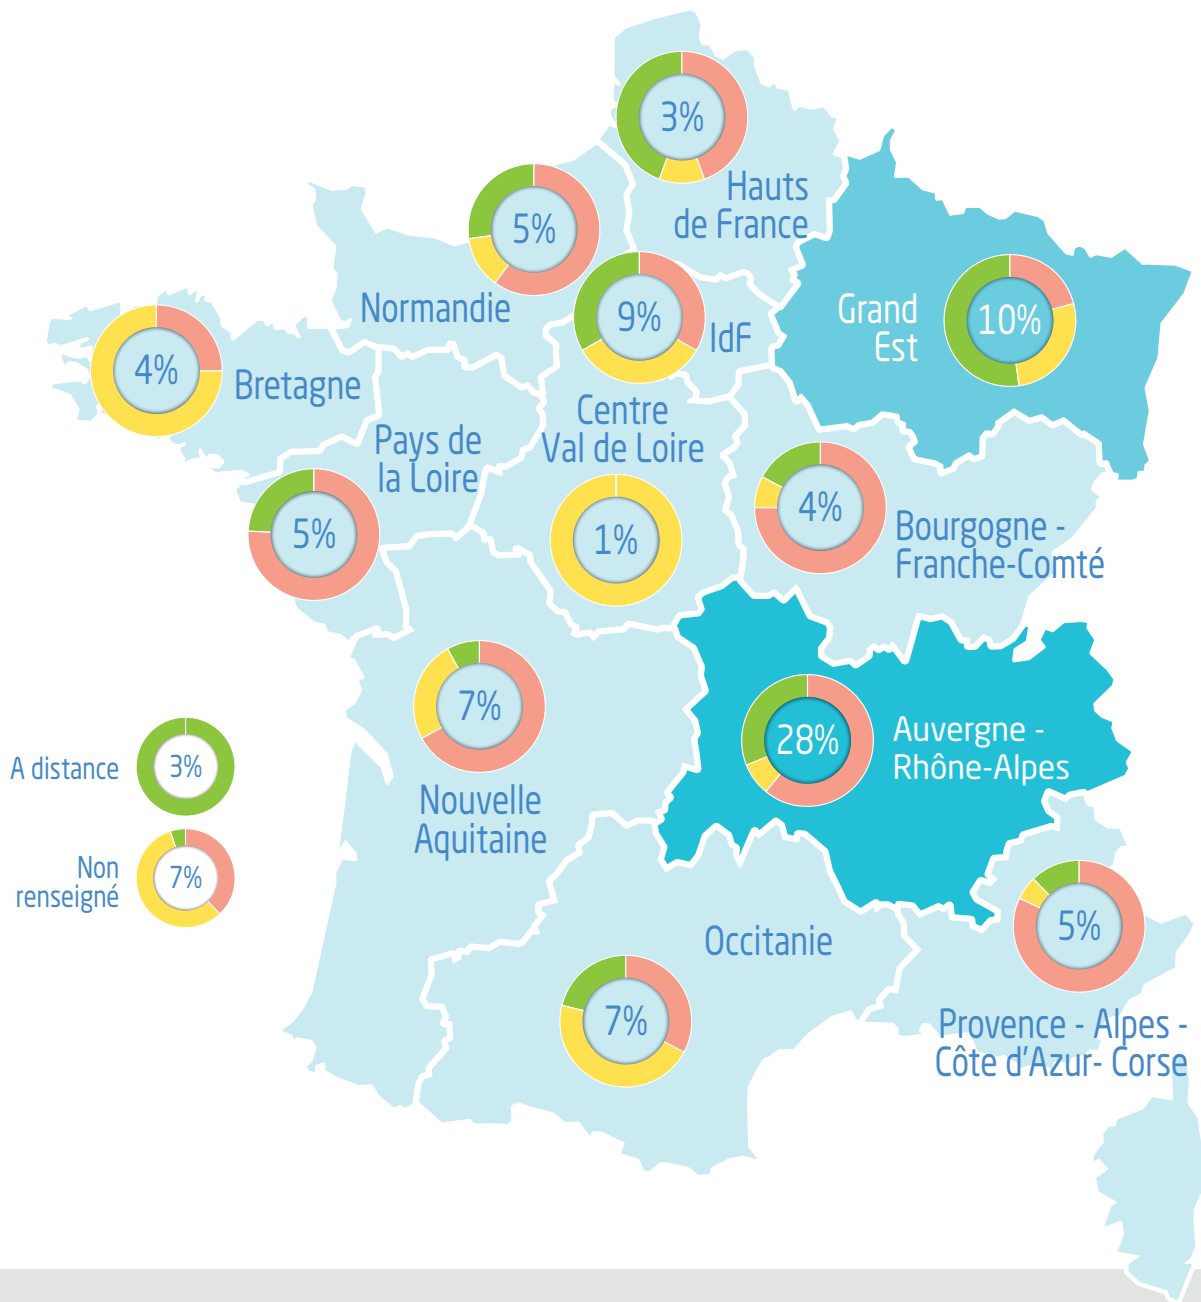 3%
Hauts
de France
5%
Normandie
9%
IdF
Grand
Est
10%
4%
Bretagne
Centre
Val de Loire
1%
Pays de
la Loire
5%
4%
Bourgogne -
Franche-Comté
7%
Nouvelle
Aquitaine
28%
Auvergne -
Rhône-Alpes
A distance
3%
Non
renseigné
7%
Occitanie
7%
5%
Provence - Alpes -
Côte d'Azur- Corse